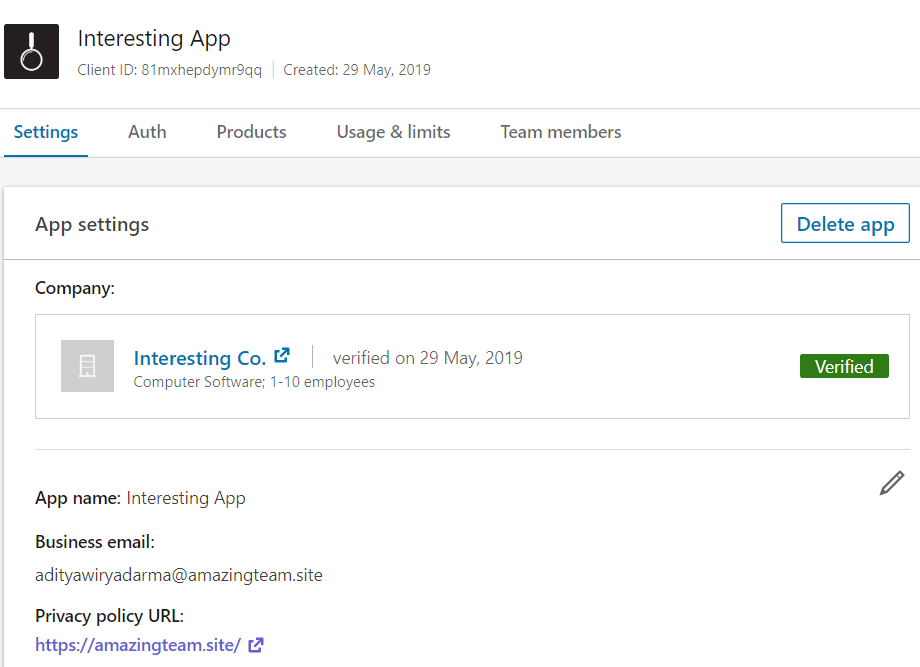 Interesting App
Client ID: 81mxhepdymr9qq Created: 29 May, 2019
Settings Auth Products Usage & limits Team members
App settings Delete app
Company:
Interesting Co. verified on 29 May, 2019 Verified
Computer Software; 1-10 employees
App name: Interesting App
Business email:
adityawiryadarma@amazingteam.site
Privacy policy URL:
https://amazingteam.site/